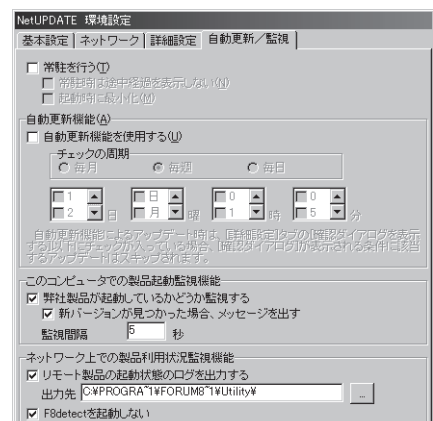 NetUPDATE 環境設定
基本設定 ネットワーク 詳細設定 自動更新／監視
常駐を行う(T)
常駐時は途中経過を表示しない(N)
起動時に最小化(M)
自動更新機能(A)
自動更新機能を使用する(U)
チェックの周期
毎月 毎週 毎日
1 日 0 0
2 日 月 曜 1 時 5 分
自動更新機能によるアップデート時は、[詳細設定]タブの[確認ダイアログを表示
する]以下にチェックが入っている場合、[確認ダイアログ]が表示される条件に該当
するアップデートはスキップされます。
このコンピュータでの製品起動監視機能
弊社製品が起動しているかどうか監視する
新バージョンが見つかった場合、メッセージを出す
監視間隔 5 秒
ネットワーク上での製品利用状況監視機能
リモート製品の起動状態のログを出力する
出力先 C:¥PROGRA~1¥FORUM8~1¥Utility¥ ...
F8detectを起動しない